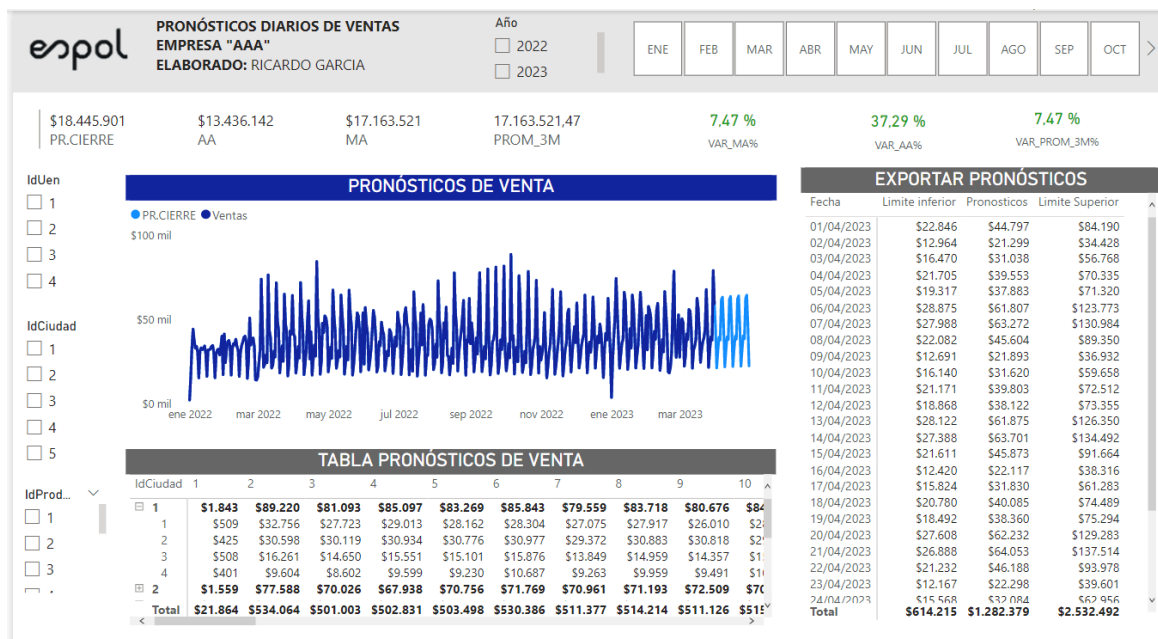 espol
PRONÓSTICOS DIARIOS DE VENTAS
EMPRESA "AAA"
ELABORADO: RICARDO GARCIA
Año
2022
2023
ENE FEB MAR ABR MAY JUN JUL AGO SEP OCT
$18.445.901 $13.436.142 $17.163.521 17.163.521,47 7,47 % 37,29 % 7,47 %
PR.CIERRE AA MA PROM_3M VAR_MA% VAR_AA% VAR_PROM_3M%
IdUen
1
2
3
4
IdCiudad
1
2
3
4
5
IdProd...
1
2
3
PRONÓSTICOS DE VENTA
PR.CIERRE Ventas
$100 mil
$50 mil
$0 mil
ene 2022 mar 2022 may 2022 jul 2022 sep 2022 nov 2022 ene 2023 mar 2023
TABLA PRONÓSTICOS DE VENTA
IdCiudad 1 2 3 4 5 6 7 8 9 10
1 $1.843 $89.220 $81.093 $85.097 $83.269 $85.843 $79.559 $83.718 $80.676
1 $509 $32.756 $27.723 $29.013 $28.162 $28.304 $27.075 $27.917 $26.010
2 $425 $30.598 $30.119 $30.934 $30.776 $30.977 $29.372 $30.883 $30.818
3 $508 $16.261 $14.650 $15.551 $15.101 $15.876 $13.849 $14.959 $14.357
4 $401 $9.604 $8.602 $9.599 $9.230 $10.687 $9.263 $9.959 $9.491
2 $1.559 $77.588 $70.026 $67.938 $70.756 $71.769 $70.961 $71.193 $72.509
Total $21.864 $534.064 $501.003 $502.831 $503.498 $530.386 $511.377 $514.214 $511.126
EXPORTAR PRONÓSTICOS
Fecha Limite inferior Pronosticos Limite Superior
01/04/2023 $22.846 $44.797 $84.190
02/04/2023 $12.964 $21.299 $34.428
03/04/2023 $16.470 $31.038 $56.768
04/04/2023 $21.705 $39.553 $70.335
05/04/2023 $19.317 $37.883 $71.320
06/04/2023 $28.875 $61.807 $123.773
07/04/2023 $27.988 $63.272 $130.984
08/04/2023 $22.082 $45.604 $89.350
09/04/2023 $12.691 $21.893 $36.932
10/04/2023 $16.140 $31.620 $59.658
11/04/2023 $21.171 $39.803 $72.512
12/04/2023 $18.868 $38.122 $73.355
13/04/2023 $28.122 $61.875 $126.350
14/04/2023 $27.388 $63.701 $134.492
15/04/2023 $21.611 $45.873 $91.664
16/04/2023 $12.420 $22.117 $38.316
17/04/2023 $15.824 $31.830 $61.283
18/04/2023 $20.780 $40.085 $74.489
19/04/2023 $18.492 $38.360 $75.294
20/04/2023 $27.608 $62.232 $129.283
21/04/2023 $26.888 $64.053 $137.514
22/04/2023 $21.232 $46.188 $93.978
23/04/2023 $12.167 $22.298 $39.601
24/04/2023 $15.568 $32.084 $62.956
Total $614.215 $1.282.379 $2.532.492